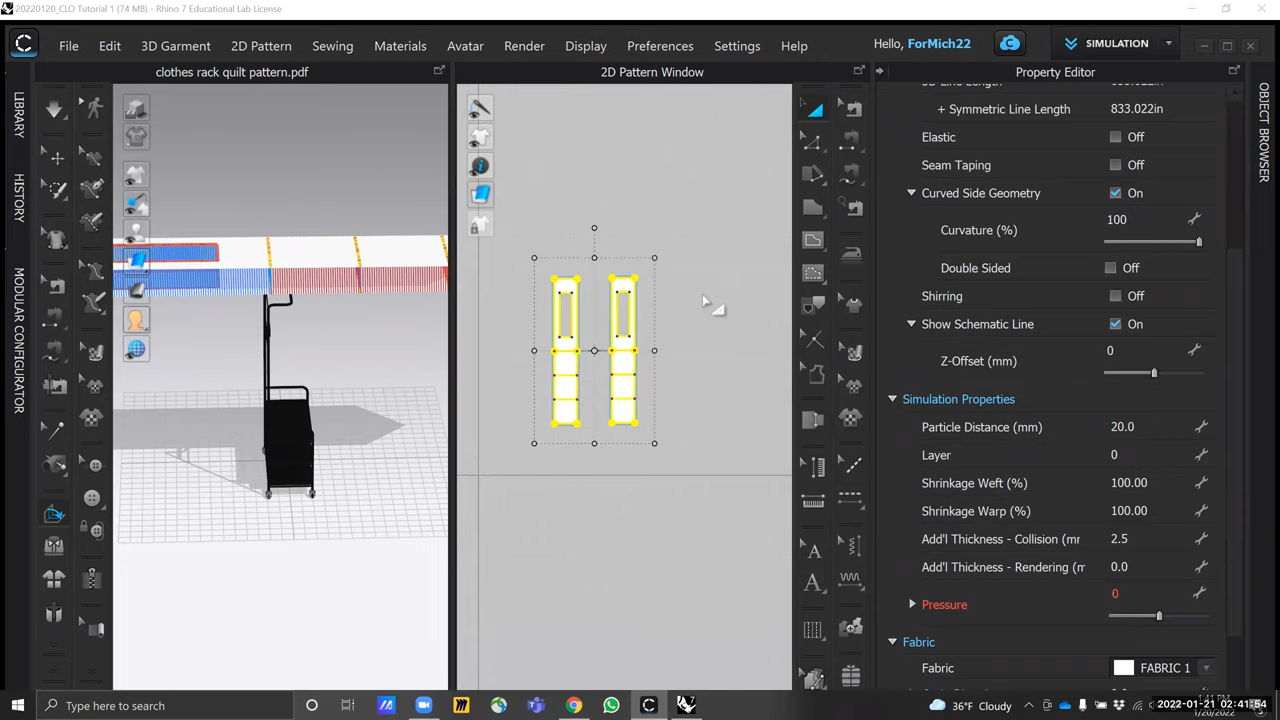 20220120_CLO Tutorial 1 (74 MB) - Rhino 7 Educational Lab License
File Edit 3D Garment 2D Pattern Sewing Materials Avatar Render Display Preferences Settings Help Hello, ForMich22 SIMULATION
clothes rack quilt pattern.pdf 2D Pattern Window Property Editor
LIBRARY
HISTORY
MODULAR CONFIGURATOR
OBJECT BROWSER
+ Symmetric Line Length 833.022in
Elastic Off
Seam Taping Off
Curved Side Geometry On
100
Curvature (%)
Double Sided Off
Shirring Off
Show Schematic Line On
0
Z-Offset (mm)
Simulation Properties
Particle Distance (mm) 20.0
Layer 0
Shrinkage Weft (%) 100.00
Shrinkage Warp (%) 100.00
Add'l Thickness - Collision (mr 2.5
Add'l Thickness - Rendering (m 0.0
Pressure 0
Fabric
Fabric FABRIC 1
Type here to search
36°F Cloudy
2022-01-21 02:41:54